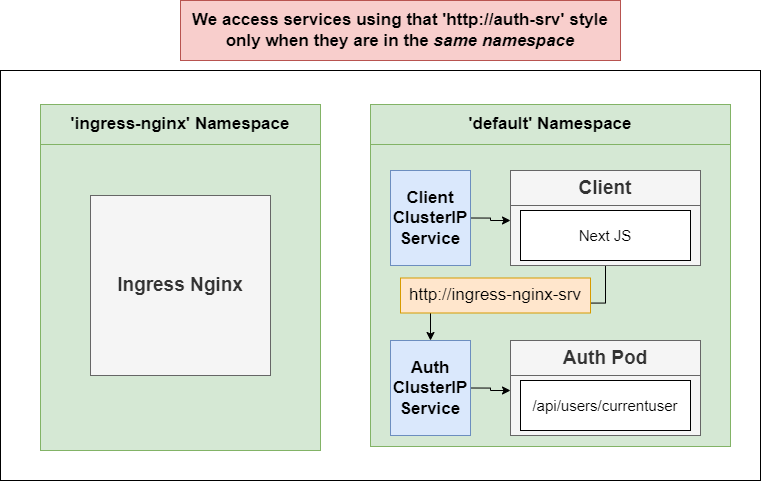 We access services using that 'http://auth-srv' style
only when they are in the same namespace
'ingress-nginx' Namespace
'default' Namespace
Client
ClusterIP
Service
Client
Next JS
Ingress Nginx
http://ingress-nginx-srv
Auth
ClusterIP
Service
Auth Pod
/api/users/currentuser